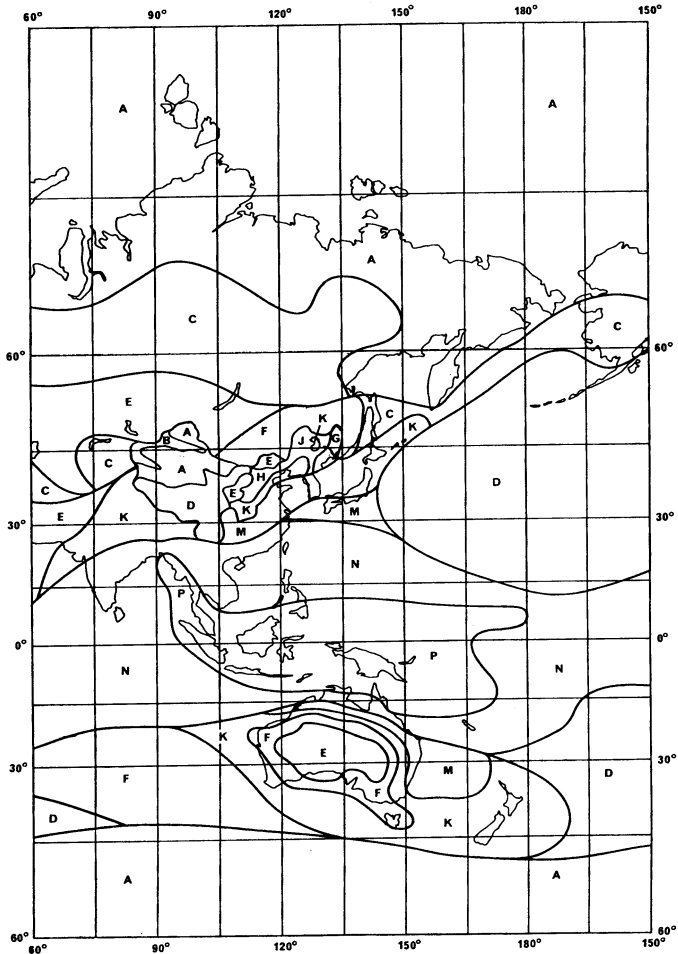 60° 90° 120° 150° 180° 150°
A A
A
C C
60° 60°
E K C K
F
B A J G
E
C A H D
C E
D K
30° E K M M 30°
N
P
0° P 0°
N N
K F
E M
30° F D 30°
F
D K
A A
60° 60°
60° 90° 120° 150° 180° 150°